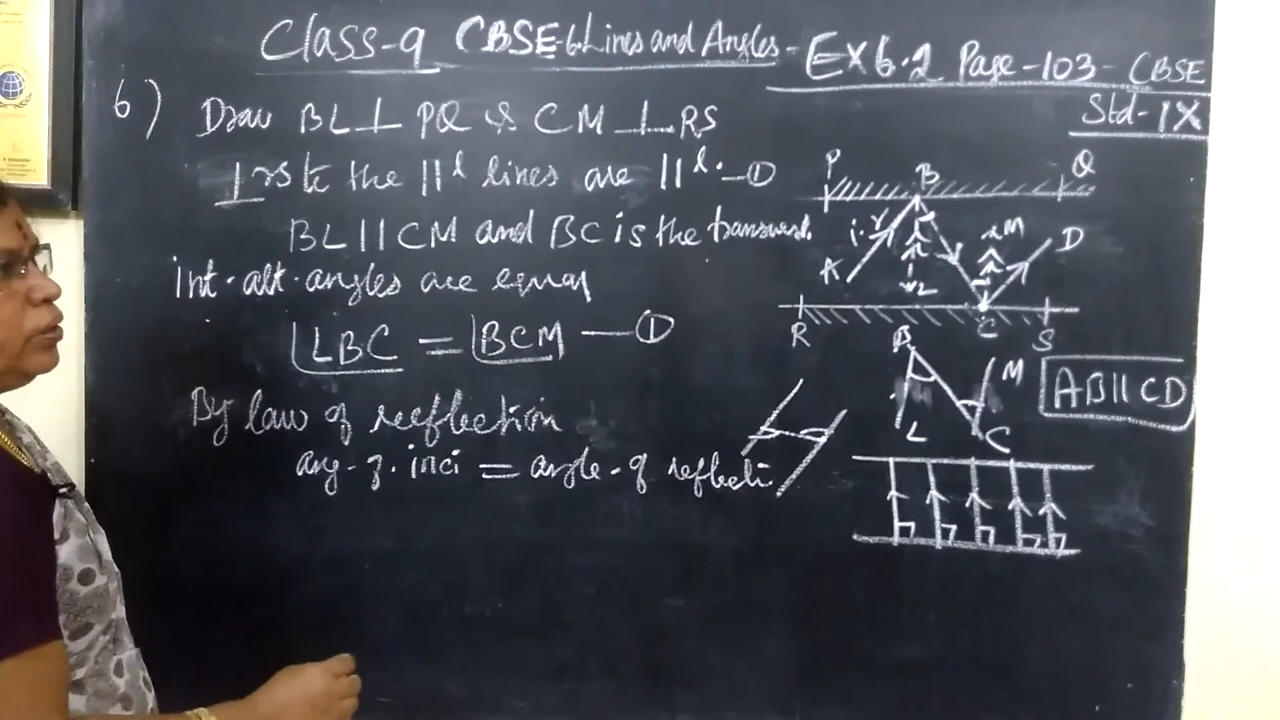 Class-9 CBSE-6.Lines and Angles - Ex 6.2 Page-103 - CBSE
Std-IX
6) Draw BL ⊥ PQ & CM ⊥ RS
⊥rs to the ||l lines are ||l. —①
BL || CM and BC is the transversl.
int. alt. angles are equal
∠LBC = ∠BCM —①
By law of reeflection
ang. of. inci = angle. of reflecti.
P B Q
i. r M D
A L
R C S
B M
L C
AB || CD